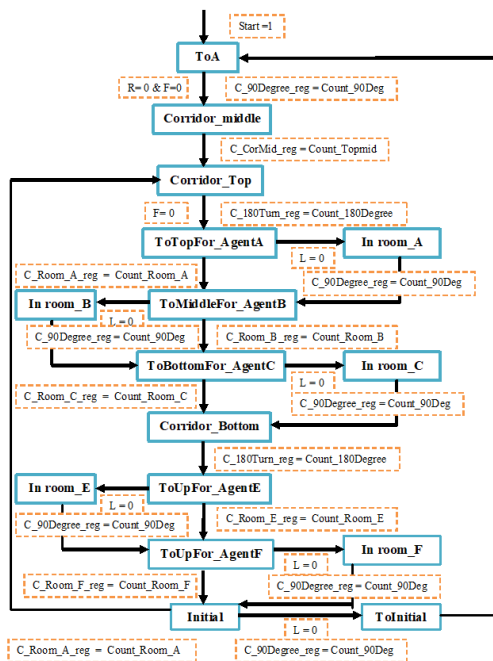 Start =1
ToA
R= 0 & F=0
C_90Degree_reg = Count_90Deg
Corridor_middle
C_CorMid_reg = Count_Topmid
Corridor_Top
F= 0
C_180Turn_reg = Count_180Degree
ToTopFor_AgentA
In room_A
L = 0
C_Room_A_reg = Count_Room_A
C_90Degree_reg = Count_90Deg
In room_B
ToMiddleFor_AgentB
L = 0
C_90Degree_reg = Count_90Deg
C_Room_B_reg = Count_Room_B
ToBottomFor_AgentC
In room_C
L = 0
C_Room_C_reg = Count_Room_C
C_90Degree_reg = Count_90Deg
Corridor_Bottom
C_180Turn_reg = Count_180Degree
In room_E
ToUpFor_AgentE
L = 0
C_90Degree_reg = Count_90Deg
C_Room_E_reg = Count_Room_E
ToUpFor_AgentF
In room_F
L = 0
C_Room_F_reg = Count_Room_F
C_90Degree_reg = Count_90Deg
Initial
ToInitial
L = 0
C_Room_A_reg = Count_Room_A
C_90Degree_reg = Count_90Deg